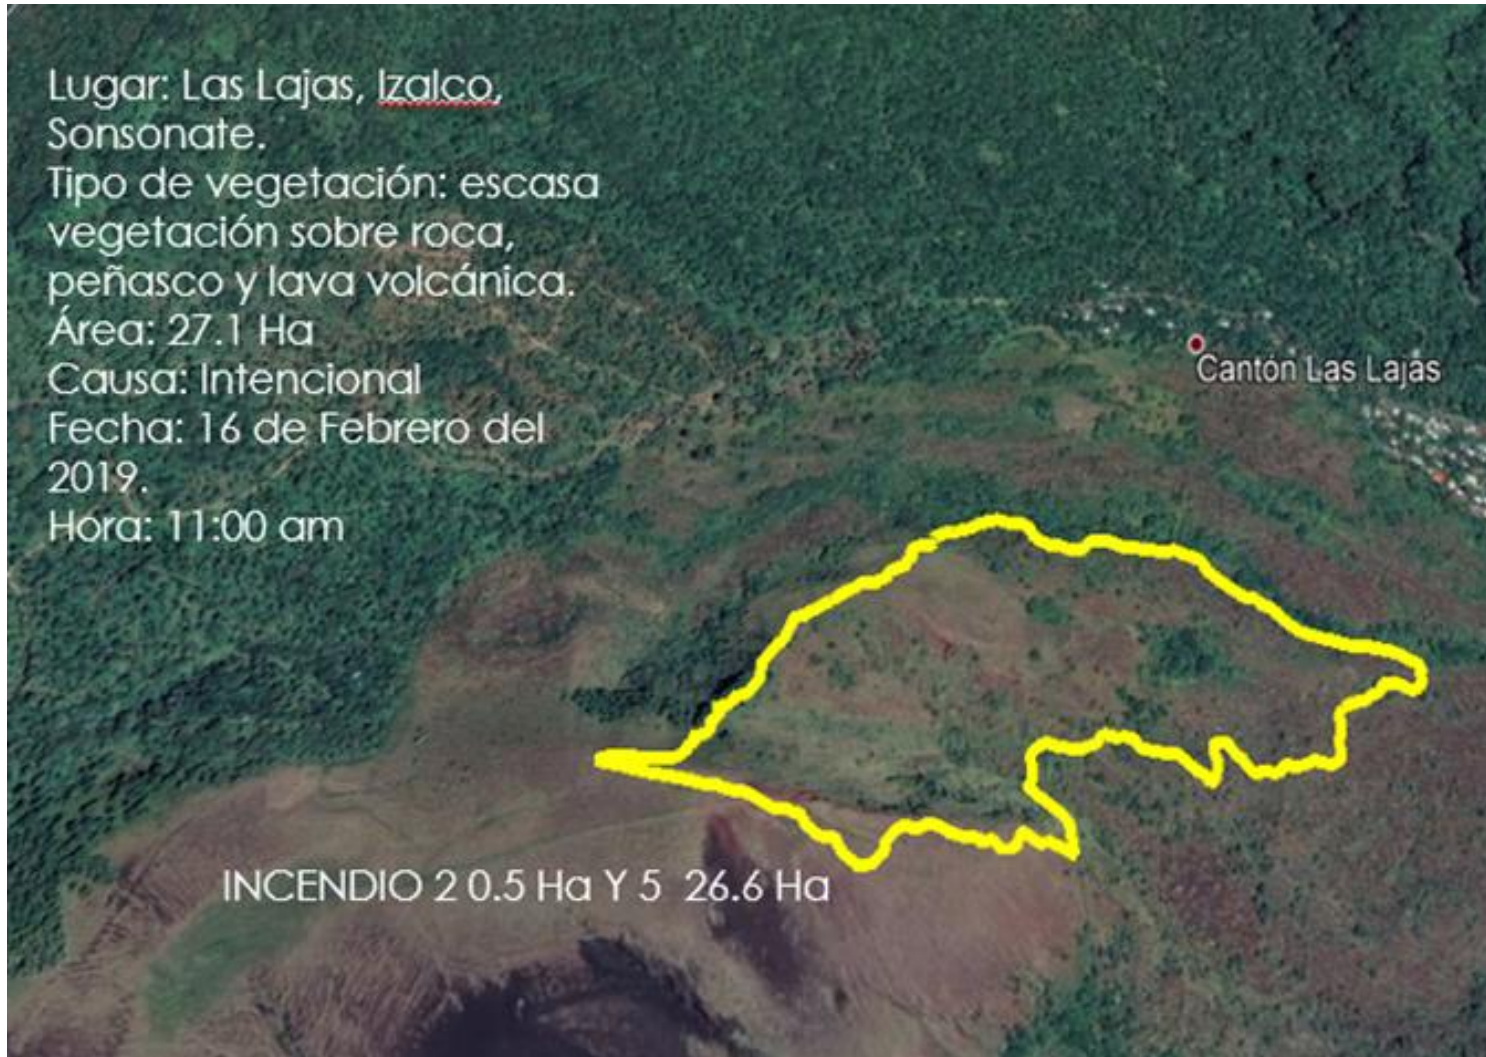 Lugar: Las Lajas, Izalco,
Sonsonate.
Tipo de vegetación: escasa
vegetación sobre roca,
peñasco y lava volcánica.
Área: 27.1 Ha
Causa: Intencional
Fecha: 16 de Febrero del
2019.
Hora: 11:00 am
Cantón Las Lajas
INCENDIO 2 0.5 Ha Y 5  26.6 Ha